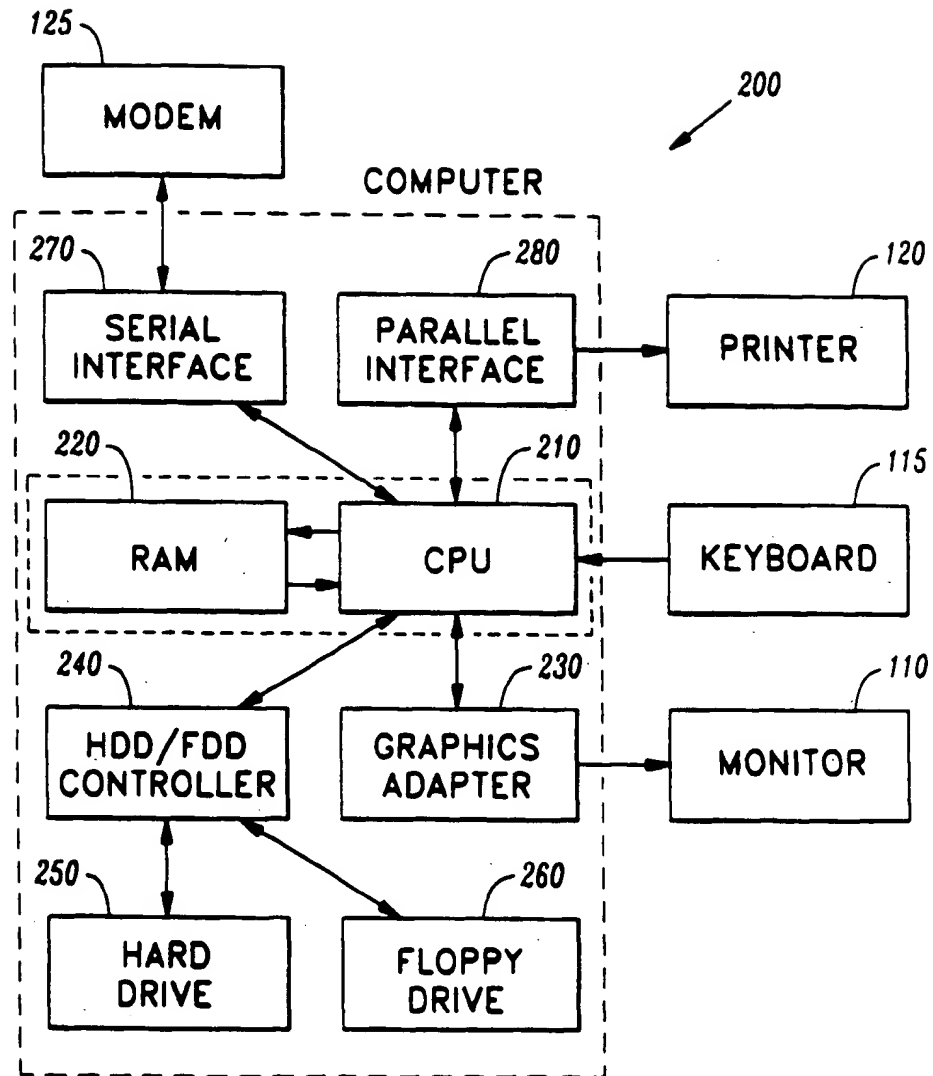 125
MODEM
200
COMPUTER
270
SERIAL
INTERFACE
280
PARALLEL
INTERFACE
120
PRINTER
220
RAM
210
CPU
115
KEYBOARD
240
HDD/FDD
CONTROLLER
230
GRAPHICS
ADAPTER
110
MONITOR
250
HARD
DRIVE
260
FLOPPY
DRIVE